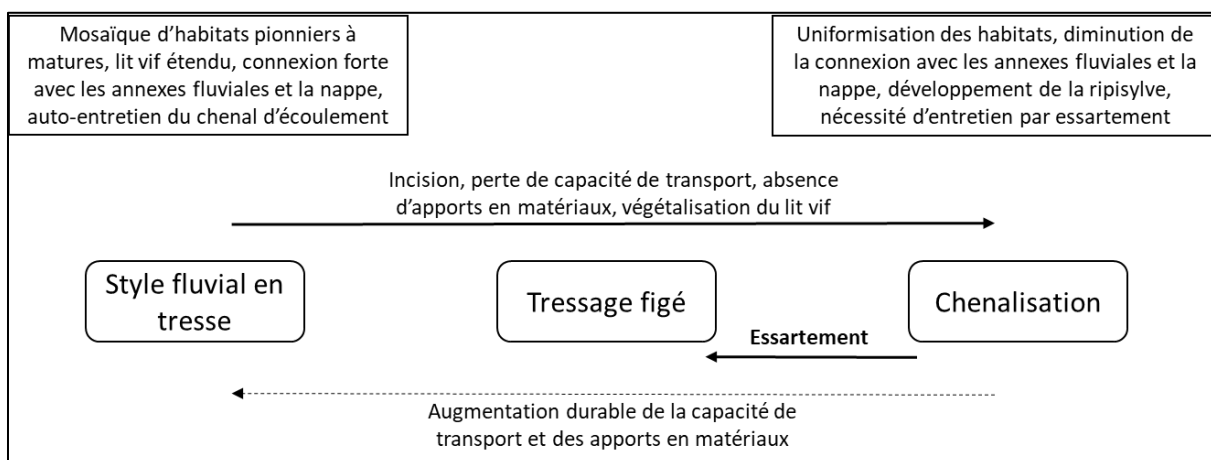 Mosaïque d’habitats pionniers à
matures, lit vif étendu, connexion forte
avec les annexes fluviales et la nappe,
auto-entretien du chenal d’écoulement
Uniformisation des habitats, diminution de
la connexion avec les annexes fluviales et la
nappe, développement de la ripisylve,
nécessité d’entretien par essartement
Incision, perte de capacité de transport, absence
d’apports en matériaux, végétalisation du lit vif
Style fluvial en
tresse
Tressage figé
Chenalisation
Essartement
Augmentation durable de la capacité de
transport et des apports en matériaux